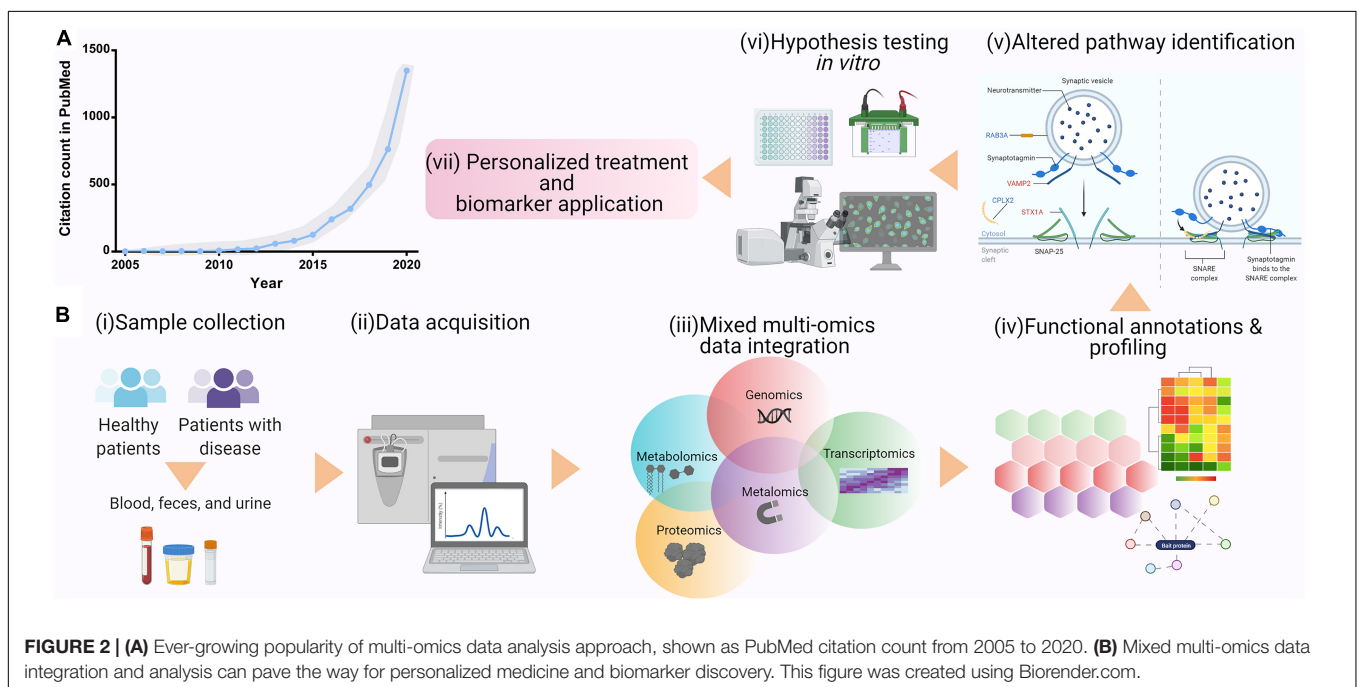 A
1500
1000
500
0
Citation count in PubMed
2005
2010
2015
2020
Year
(vii) Personalized treatment
and
biomarker application
(vi)Hypothesis testing
in vitro
(v)Altered pathway identification
Synaptic vesicle
Neurotransmitter
RAB3A
Synaptotagmin
VAMP2
CPLX2
STX1A
Cytosol
Synaptic
cleft
SNAP-25
SNARE
complex
Synaptotagmin
binds to the
SNARE complex
B
(i)Sample collection
Healthy
patients
Patients with
disease
Blood, feces, and urine
(ii)Data acquisition
Intensity (%)
(iii)Mixed multi-omics
data integration
Genomics
Metabolomics
Transcriptomics
Metalomics
Proteomics
(iv)Functional annotations &
profiling
Bait protein
FIGURE 2 | (A) Ever-growing popularity of multi-omics data analysis approach, shown as PubMed citation count from 2005 to 2020. (B) Mixed multi-omics data
integration and analysis can pave the way for personalized medicine and biomarker discovery. This figure was created using Biorender.com.